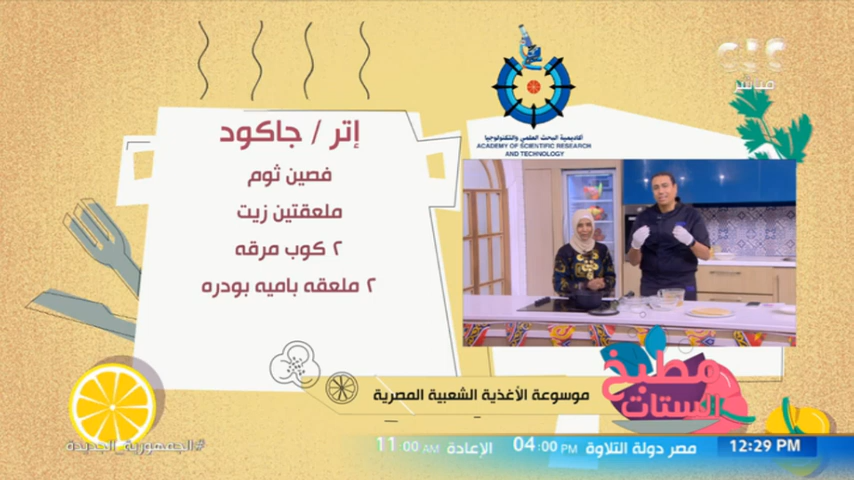 CBC
مباشر
أكاديمية البحث العلمي والتكنولوجيا
ACADEMY OF SCIENTIFIC RESEARCH
AND TECHNOLOGY
إتر / جاكود
فصين ثوم
ملعقتين زيت
٢ كوب مرقه
٢ ملعقه باميه بودره
موسوعة الأغذية الشعبية المصرية
مطبخ
الستات
#الجمهورية_الجديدة
12:29 PM مصر دولة التلاوة 04:00 PM الإعادة 11:00 AM